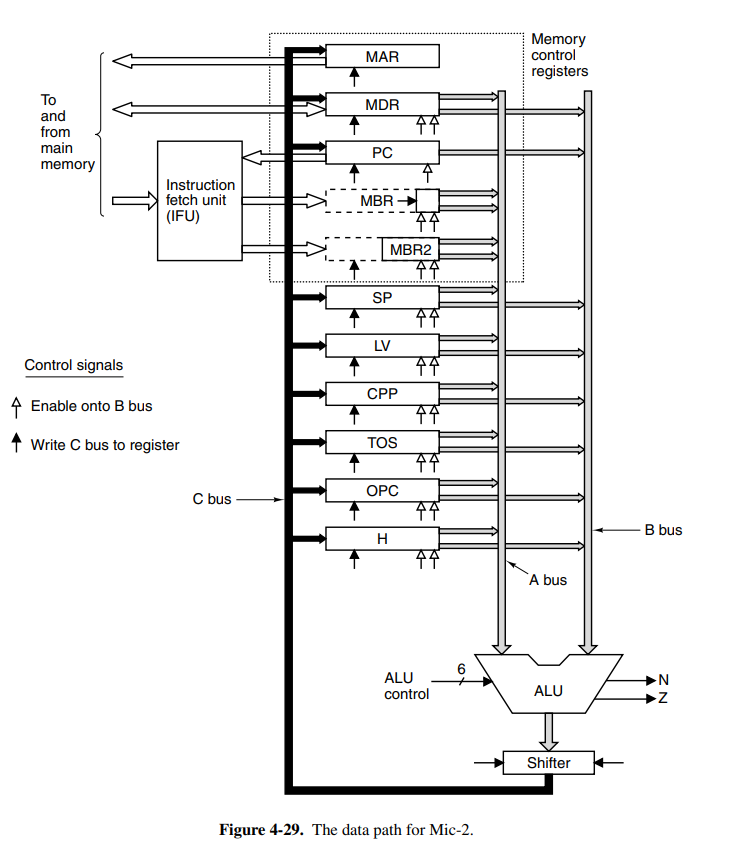 Memory
control
registers
MAR
To
and
from
main
memory
MDR
PC
Instruction
fetch unit
(IFU)
MBR
MBR2
SP
Control signals
LV
Enable onto B bus
CPP
Write C bus to register
TOS
C bus
OPC
H
B bus
A bus
ALU
control
6
ALU
N
Z
Shifter
Figure 4-29. The data path for Mic-2.